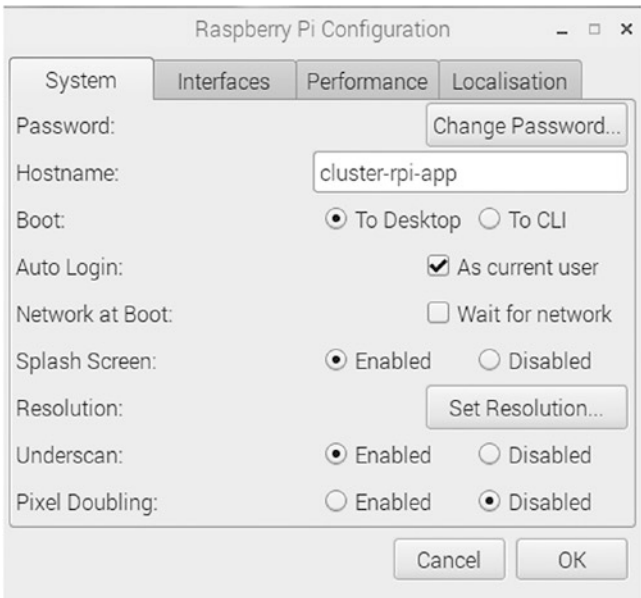 Raspberry Pi Configuration
System Interfaces Performance Localisation
Password: Change Password...
Hostname: cluster-rpi-app
Boot: To Desktop To CLI
Auto Login: As current user
Network at Boot: Wait for network
Splash Screen: Enabled Disabled
Resolution: Set Resolution...
Underscan: Enabled Disabled
Pixel Doubling: Enabled Disabled
Cancel OK